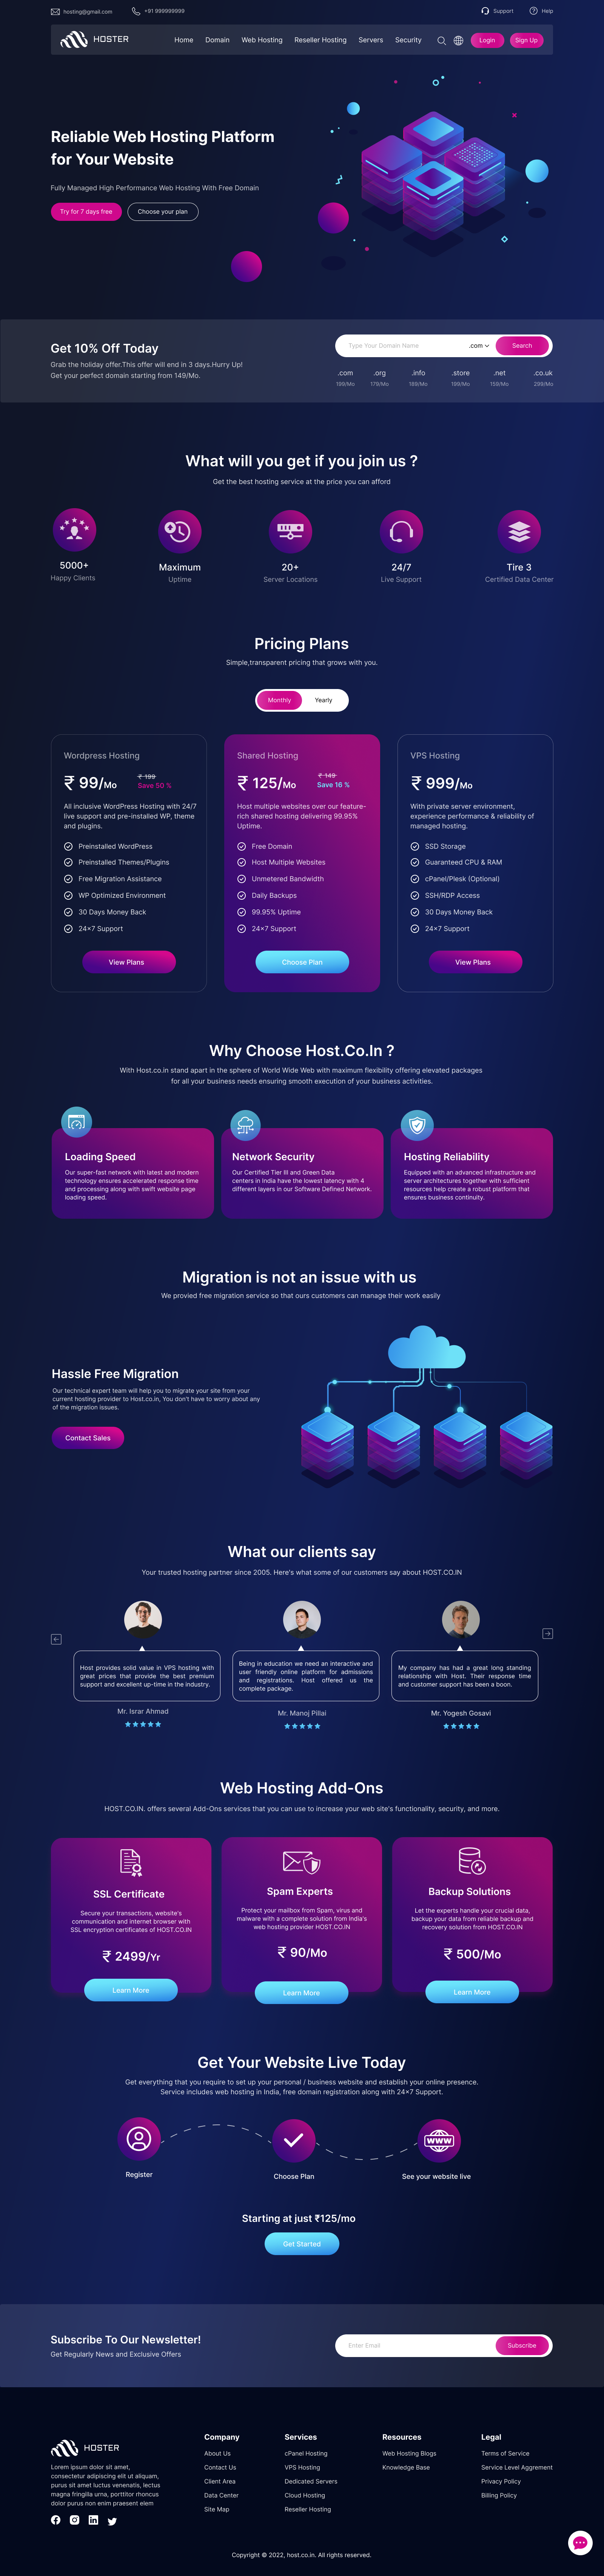 hosting@gmail.com
+91 999999999
Support
Help
HOSTER
Home
Domain
Web Hosting
Reseller Hosting
Servers
Security
Login
Sign Up
Reliable Web Hosting Platform
for Your Website
Fully Managed High Performance Web Hosting With Free Domain
Try for 7 days free
Choose your plan
Get 10% Off Today
Grab the holiday offer.This offer will end in 3 days.Hurry Up!
Get your perfect domain starting from 149/Mo.
Type Your Domain Name
.com
Search
.com
.org
.info
.store
.net
.co.uk
199/Mo
179/Mo
169/Mo
199/Mo
159/Mo
299/Mo
What will you get if you join us ?
Get the best hosting service at the price you can afford
5000+
Happy Clients
Maximum
Uptime
20+
Server Locations
24/7
Live Support
Tire 3
Certified Data Center
Pricing Plans
Simple,transparent pricing that grows with you.
Monthly
Yearly
Wordpress Hosting
₹ 99/Mo
₹ 199
Save 50 %
All inclusive WordPress Hosting with 24/7
live support and pre-installed WP, theme
and plugins.
Preinstalled WordPress
Preinstalled Themes/Plugins
Free Migration Assistance
WP Optimized Environment
30 Days Money Back
24×7 Support
View Plans
Shared Hosting
₹ 125/Mo
₹ 149
Save 16 %
Host multiple websites over our feature-
rich shared hosting delivering 99.95%
Uptime.
Free Domain
Host Multiple Websites
Unmetered Bandwidth
Daily Backups
99.95% Uptime
24×7 Support
Choose Plan
VPS Hosting
₹ 999/Mo
With private server environment,
experience performance & reliability of
managed hosting.
SSD Storage
Guaranteed CPU & RAM
cPanel/Plesk (Optional)
SSH/RDP Access
30 Days Money Back
24×7 Support
View Plans
Why Choose Host.Co.In ?
With Host.co.in stand apart in the sphere of World Wide Web with maximum flexibility offering elevated packages
for all your business needs ensuring smooth execution of your business activities.
Loading Speed
Our super-fast network with latest and modern
technology ensures accelerated response time
and processing along with swift website page
loading speed.
Network Security
Our Certified Tier III and Green Data
centers in India have the lowest latency with 4
different layers in our Software Defined Network.
Hosting Reliability
Equipped with an advanced infrastructure and
server architectures together with sufficient
resources help create a robust platform that
ensures business continuity.
Migration is not an issue with us
We provied free migration service so that ours customers can manage their work easily
Hassle Free Migration
Our technical expert team will help you to migrate your site from your
current hosting provider to Host.co.in, You don't have to worry about any
of the migration issues.
Contact Sales
What our clients say
Your trusted hosting partner since 2005. Here's what some of our customers say about HOST.CO.IN
Host provides solid value in VPS hosting with
great prices that provide the best premium
support and excellent up-time in the industry.
Mr. Israr Ahmad
Being in education we need an interactive and
user friendly online platform for admissions
and registrations. Host offered us the
complete package.
Mr. Manoj Pillai
My company has had a great long standing
relationship with Host. Their response time
and customer support has been a boon.
Mr. Yogesh Gosavi
Web Hosting Add-Ons
HOST.CO.IN. offers several Add-Ons services that you can use to increase your web site's functionality, security, and more.
SSL Certificate
Secure your transactions, website's
communication and internet browser with
SSL encryption certificates of HOST.CO.IN
₹ 2499/Yr
Learn More
Spam Experts
Protect your mailbox from Spam, virus and
malware with a complete solution from India's
web hosting provider HOST.CO.IN
₹ 90/Mo
Learn More
Backup Solutions
Let the experts handle your crucial data,
backup your data from reliable backup and
recovery solution from HOST.CO.IN
₹ 500/Mo
Learn More
Get Your Website Live Today
Get everything that you require to set up your personal / business website and establish your online presence.
Service includes web hosting in India, free domain registration along with 24×7 Support.
WWW
Register
Choose Plan
See your website live
Starting at just ₹125/mo
Get Started
Subscribe To Our Newsletter!
Get Regularly News and Exclusive Offers
Enter Email
Subscribe
HOSTER
Lorem ipsum dolor sit amet,
consectetur adipiscing elit ut aliquam,
purus sit amet luctus venenatis, lectus
magna fringilla urna, porttitor rhoncus
dolor purus non enim praesent elem
Company
About Us
Contact Us
Client Area
Data Center
Site Map
Services
cPanel Hosting
VPS Hosting
Dedicated Servers
Cloud Hosting
Reseller Hosting
Resources
Web Hosting Blogs
Knowledge Base
Legal
Terms of Service
Service Level Aggrement
Privacy Policy
Billing Policy
Copyright © 2022, host.co.in. All rights reserved.